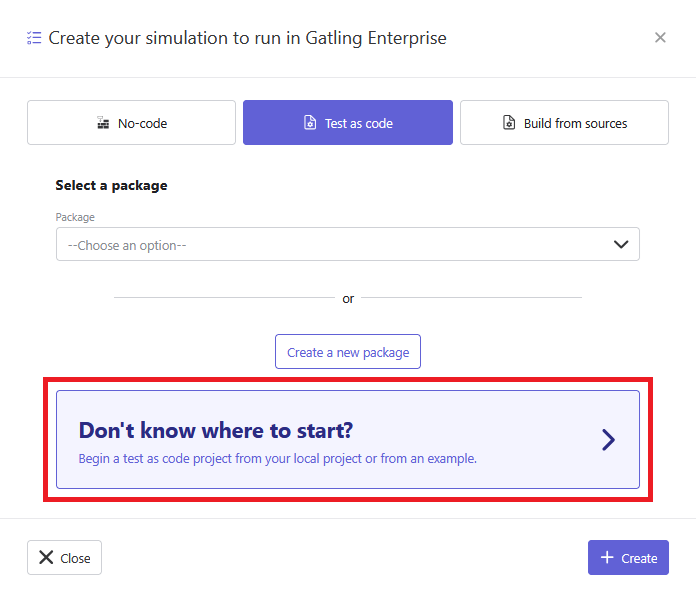 Create your simulation to run in Gatling Enterprise
No-code
Test as code
Build from sources
Select a package
Package
--Choose an option--
or
Create a new package
Don't know where to start?
Begin a test as code project from your local project or from an example.
Close
Create